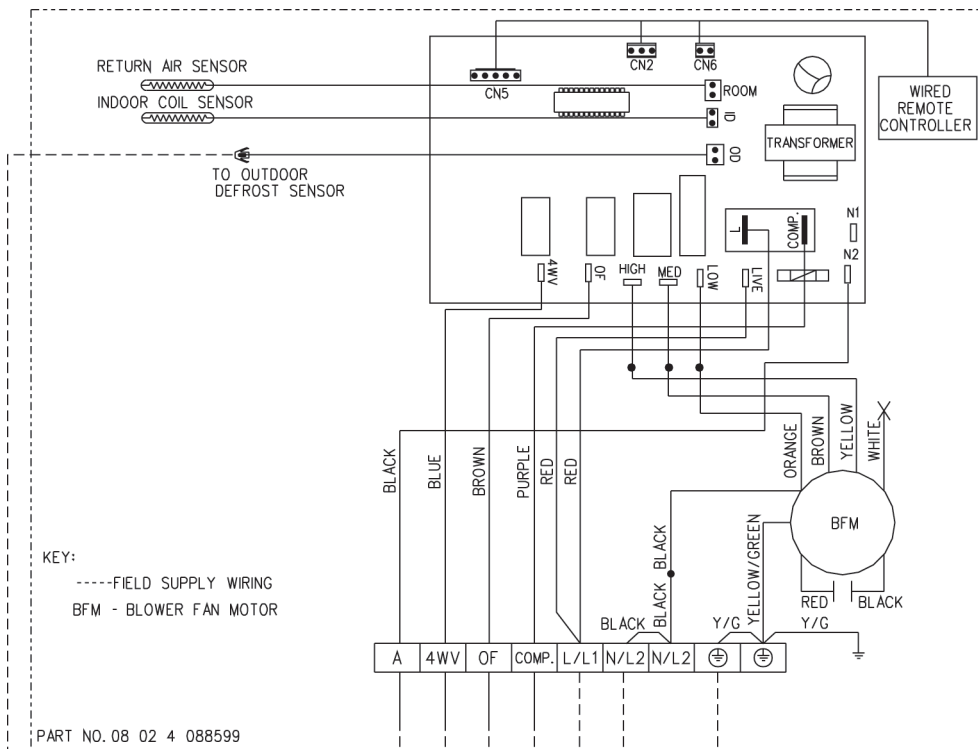 CN2
CN6
CN5
RETURN AIR SENSOR
INDOOR COIL SENSOR
ROOM
ID
OD
TO OUTDOOR
DEFROST SENSOR
TRANSFORMER
WIRED
REMOTE
CONTROLLER
L
COMP.
N1
N2
4WV
OF
HIGH
MED
LOW
LIVE
BLACK
BLUE
BROWN
PURPLE
RED
RED
ORANGE
BROWN
YELLOW
WHITE
BFM
BLACK
BLACK
YELLOW/GREEN
RED
BLACK
KEY:
-----FIELD SUPPLY WIRING
BFM - BLOWER FAN MOTOR
BLACK
Y/G
Y/G
A
4WV
OF
COMP.
L/L1
N/L2
N/L2
PART NO. 08 02 4 088599